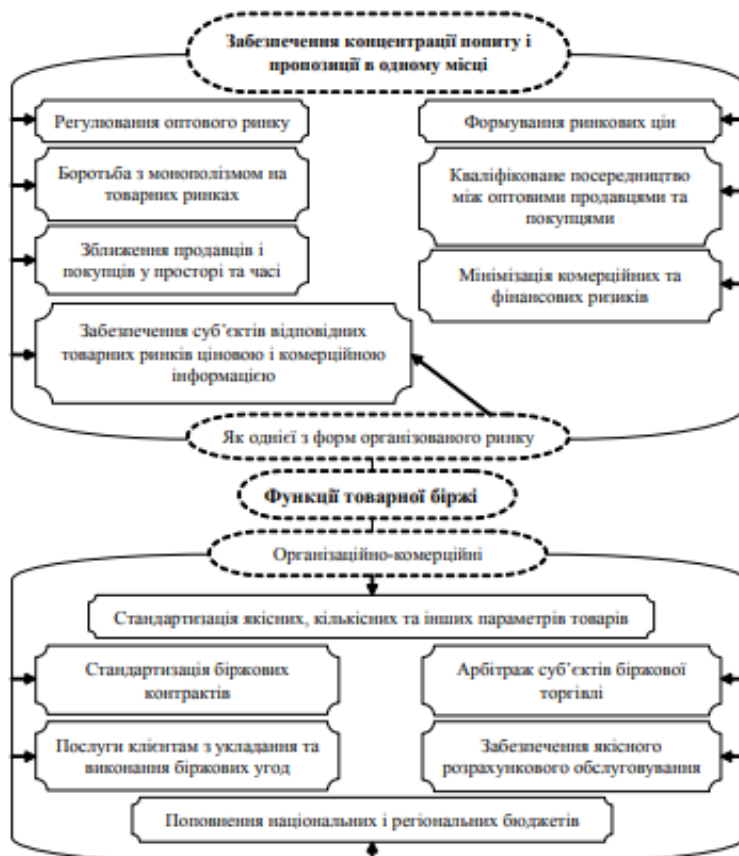 Забезпечення концентрації попиту і
пропозиції в одному місці
Регулювання оптового ринку
Боротьба з монополізмом на
товарних ринках
Зближення продавців і
покупців у просторі та часі
Забезпечення суб’єктів відповідних
товарних ринків ціновою і комерційною
інформацією
Формування ринкових цін
Кваліфіковане посередництво
між оптовими продавцями та
покупцями
Мінімізація комерційних та
фінансових ризиків
Як однієї з форм організованого ринку
Функції товарної біржі
Організаційно-комерційні
Стандартизація якісних, кількісних та інших параметрів товарів
Стандартизація біржових
контрактів
Послуги клієнтам з укладання та
виконання біржових угод
Арбітраж суб’єктів біржової
торгівлі
Забезпечення якісного
розрахункового обслуговування
Поповнення національних і регіональних бюджетів